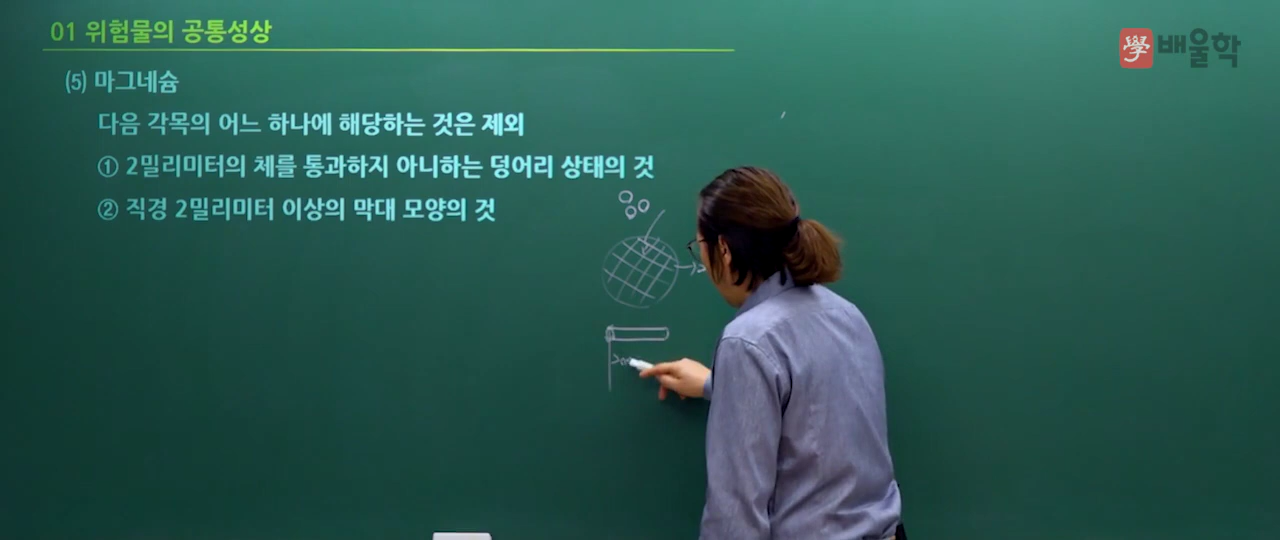 01 위험물의 공통성상
學 배울학
(5) 마그네슘
다음 각목의 어느 하나에 해당하는 것은 제외
① 2밀리미터의 체를 통과하지 아니하는 덩어리 상태의 것
② 직경 2밀리미터 이상의 막대 모양의 것